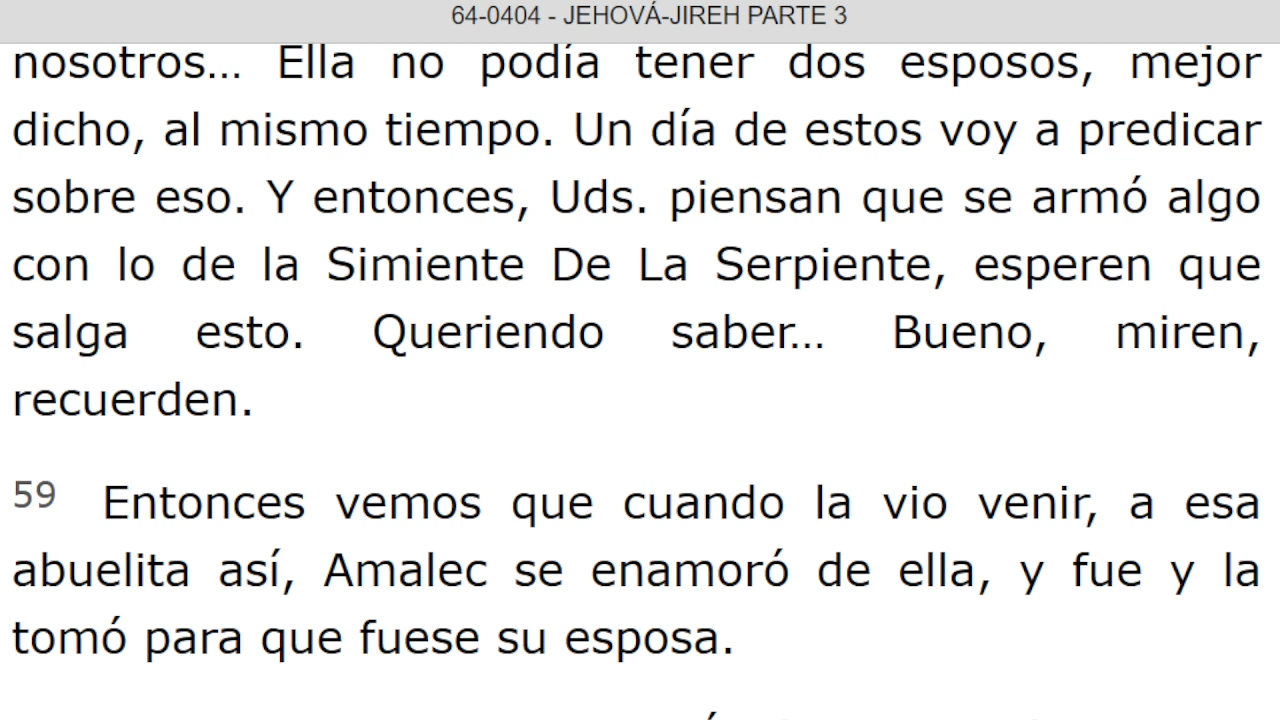 64-0404 - JEHOVÁ-JIREH PARTE 3
nosotros... Ella no podía tener dos esposos, mejor
dicho, al mismo tiempo. Un día de estos voy a predicar
sobre eso. Y entonces, Uds. piensan que se armó algo
con lo de la Simiente De La Serpiente, esperen que
salga esto. Queriendo saber... Bueno, miren,
recuerden.
59 Entonces vemos que cuando la vio venir, a esa
abuelita así, Amalec se enamoró de ella, y fue y la
tomó para que fuese su esposa.